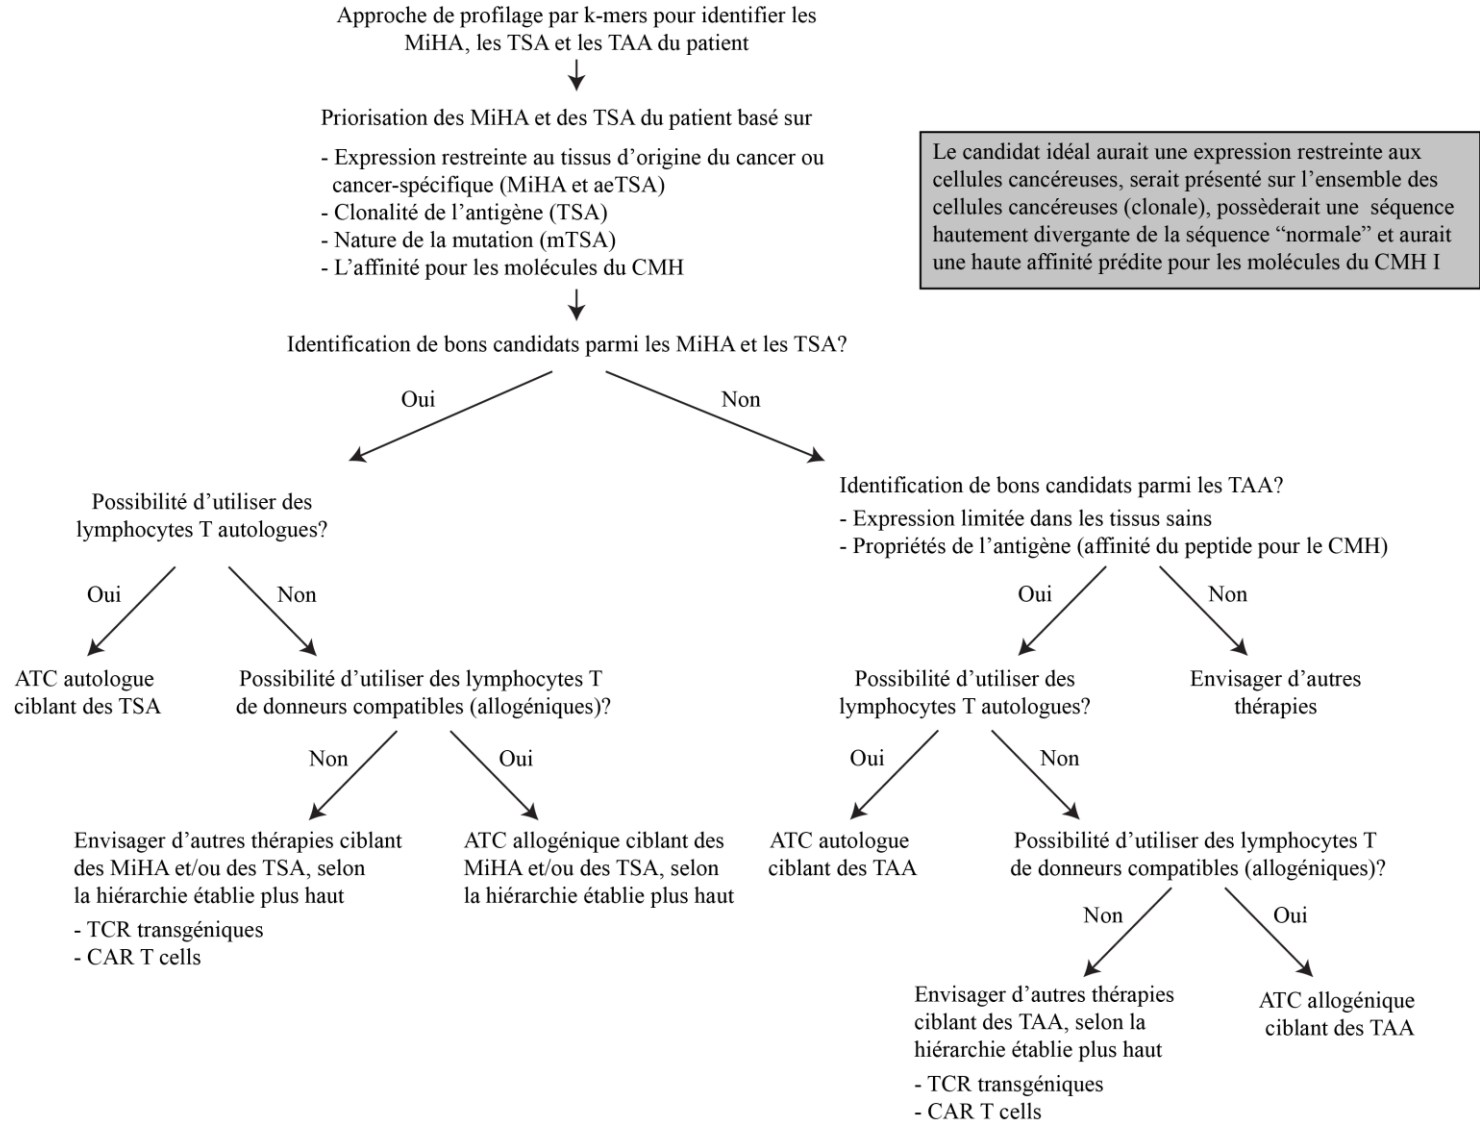 Approche de profilage par k-mers pour identifier les
MiHA, les TSA et les TAA du patient
Priorisation des MiHA et des TSA du patient basé sur
- Expression restreinte au tissus d'origine du cancer ou
cancer-spécifique (MiHA et aeTSA)
- Clonalité de l'antigène (TSA)
- Nature de la mutation (mTSA)
- L'affinité pour les molécules du CMH
Le candidat idéal aurait une expression restreinte aux
cellules cancéreuses, serait présenté sur l'ensemble des
cellules cancéreuses (clonale), possèderait une séquence
hautement divergante de la séquence “normale” et aurait
une haute affinité prédite pour les molécules du CMH I
Identification de bons candidats parmi les MiHA et les TSA?
Oui
Non
Possibilité d'utiliser des
lymphocytes T autologues?
Identification de bons candidats parmi les TAA?
- Expression limitée dans les tissus sains
- Propriétés de l'antigène (affinité du peptide pour le CMH)
Oui
Non
Oui
Non
ATC autologue
ciblant des TSA
Possibilité d'utiliser des lymphocytes T
de donneurs compatibles (allogéniques)?
Possibilité d'utiliser des
lymphocytes T autologues?
Envisager d'autres
thérapies
Non
Oui
Oui
Non
Envisager d'autres thérapies ciblant
des MiHA et/ou des TSA, selon
la hiérarchie établie plus haut
- TCR transgéniques
- CAR T cells
ATC allogénique ciblant des
MiHA et/ou des TSA, selon
la hiérarchie établie plus haut
ATC autologue
ciblant des TAA
Possibilité d'utiliser des lymphocytes T
de donneurs compatibles (allogéniques)?
Non
Oui
Envisager d'autres thérapies
ciblant des TAA, selon la
hiérarchie établie plus haut
- TCR transgéniques
- CAR T cells
ATC allogénique
ciblant des TAA